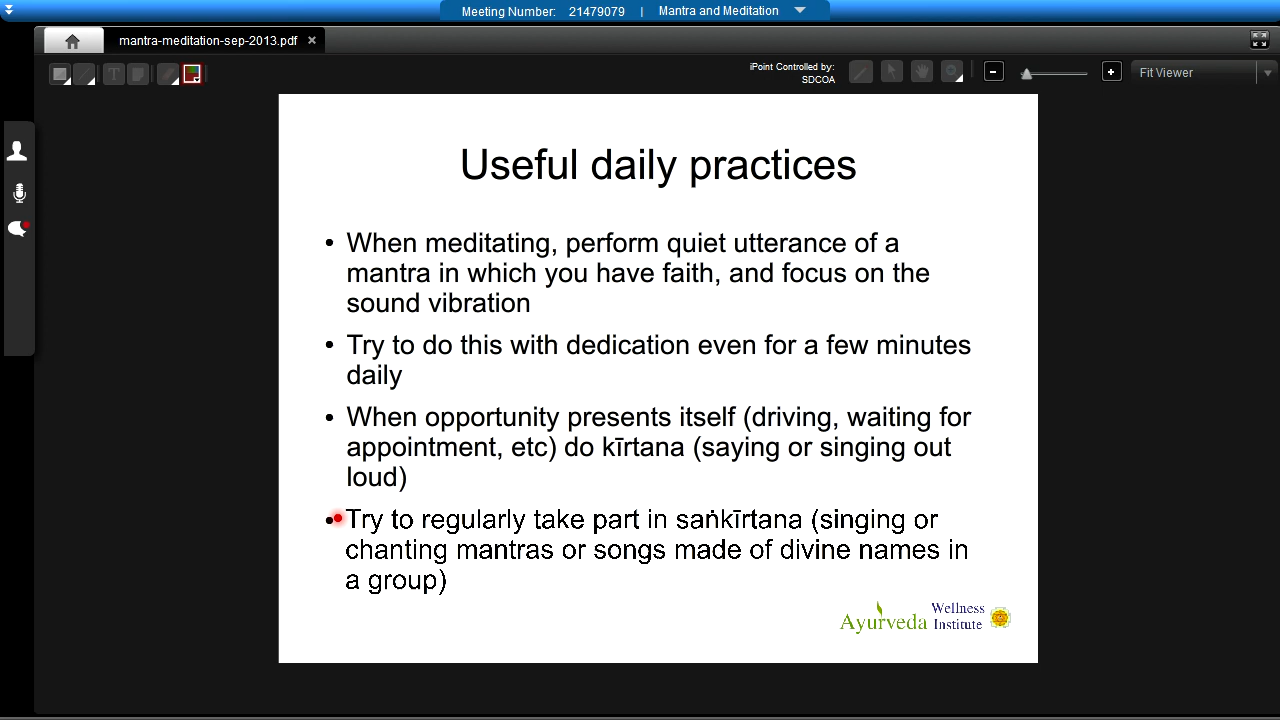 Meeting Number: 21479079 | Mantra and Meditation
mantra-meditation-sep-2013.pdf ×
T
iPoint Controlled by:
SDCOA
Fit Viewer
Useful daily practices
• When meditating, perform quiet utterance of a
mantra in which you have faith, and focus on the
sound vibration
• Try to do this with dedication even for a few minutes
daily
• When opportunity presents itself (driving, waiting for
appointment, etc) do kīrtana (saying or singing out
loud)
• Try to regularly take part in saṅkīrtana (singing or
chanting mantras or songs made of divine names in
a group)
Ayurveda Wellness
Institute